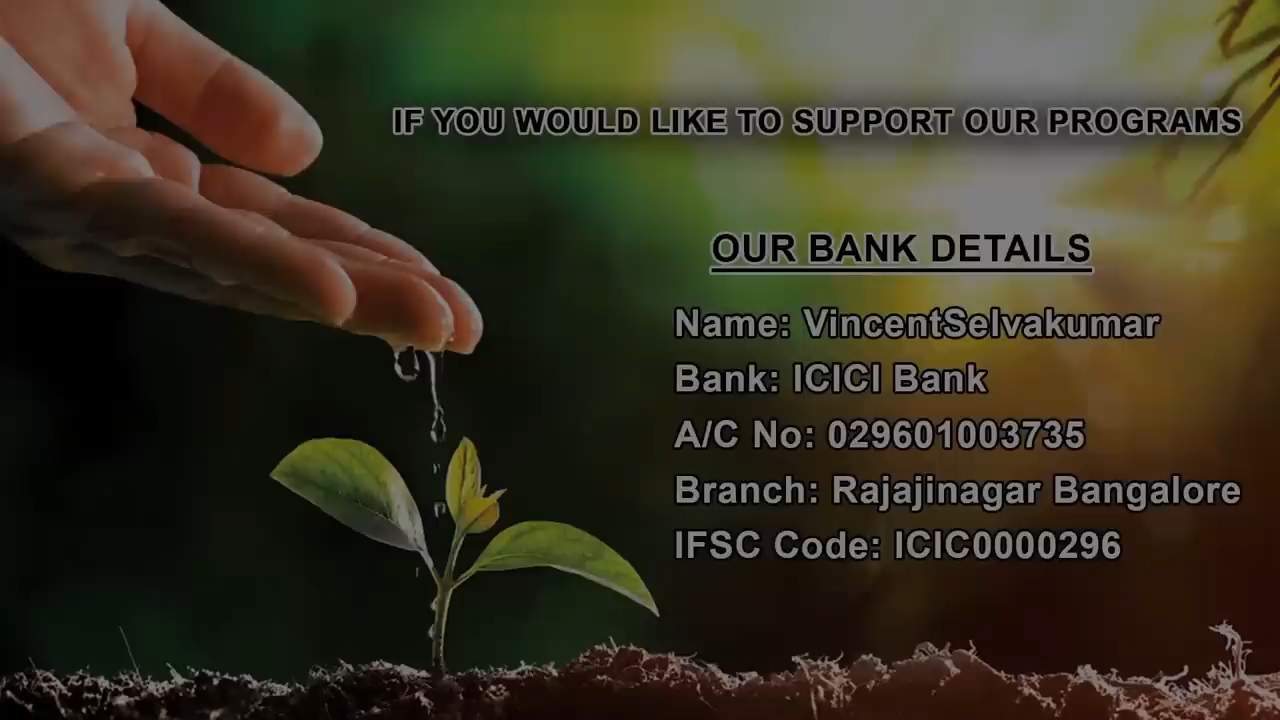 IF YOU WOULD LIKE TO SUPPORT OUR PROGRAMS
OUR BANK DETAILS
Name: VincentSelvakumar
Bank: ICICI Bank
A/C No: 029601003735
Branch: Rajajinagar Bangalore
IFSC Code: ICIC0000296